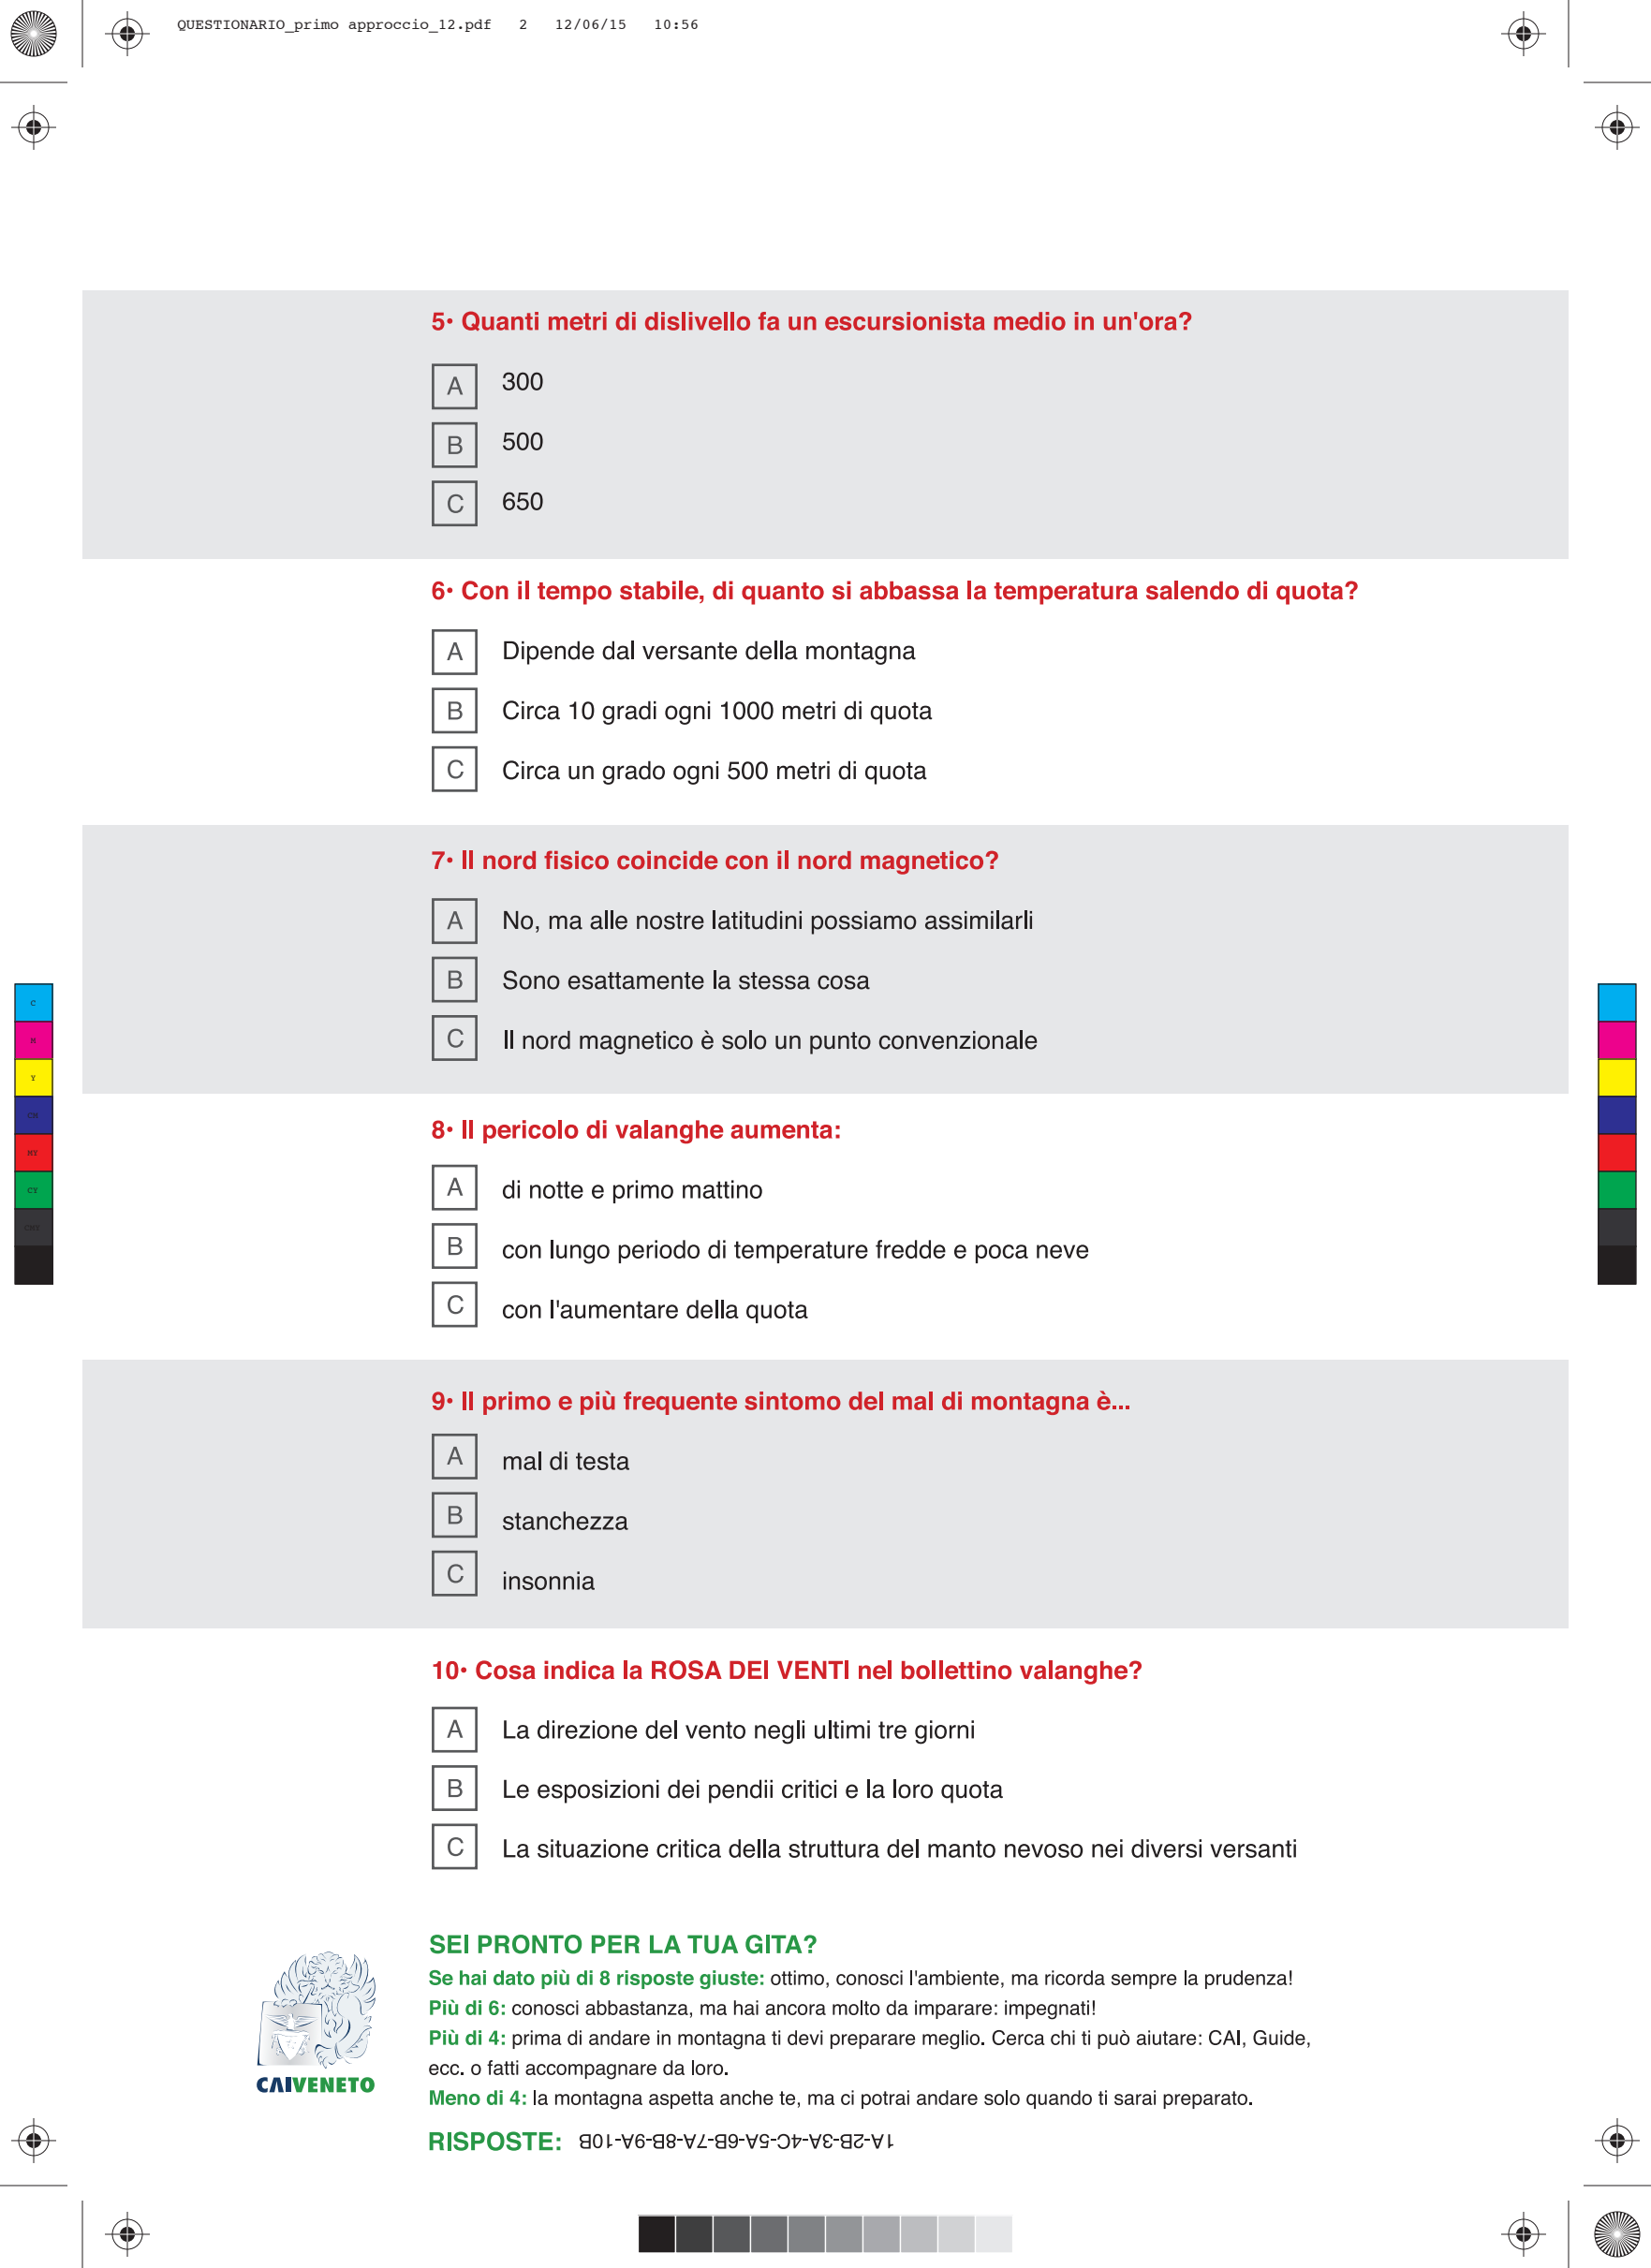 QUESTIONARIO_primo approccio_12.pdf 2 12/06/15 10:56
5• Quanti metri di dislivello fa un escursionista medio in un'ora?
A 300
B 500
C 650
6• Con il tempo stabile, di quanto si abbassa la temperatura salendo di quota?
A Dipende dal versante della montagna
B Circa 10 gradi ogni 1000 metri di quota
C Circa un grado ogni 500 metri di quota
7• Il nord fisico coincide con il nord magnetico?
A No, ma alle nostre latitudini possiamo assimilarli
B Sono esattamente la stessa cosa
C Il nord magnetico è solo un punto convenzionale
C
M
Y
CM
MY
CY
CMY
8• Il pericolo di valanghe aumenta:
A di notte e primo mattino
B con lungo periodo di temperature fredde e poca neve
C con l'aumentare della quota
9• Il primo e più frequente sintomo del mal di montagna è...
A mal di testa
B stanchezza
C insonnia
10• Cosa indica la ROSA DEI VENTI nel bollettino valanghe?
A La direzione del vento negli ultimi tre giorni
B Le esposizioni dei pendii critici e la loro quota
C La situazione critica della struttura del manto nevoso nei diversi versanti
SEI PRONTO PER LA TUA GITA?
Se hai dato più di 8 risposte giuste: ottimo, conosci l'ambiente, ma ricorda sempre la prudenza!
Più di 6: conosci abbastanza, ma hai ancora molto da imparare: impegnati!
Più di 4: prima di andare in montagna ti devi preparare meglio. Cerca chi ti può aiutare: CAI, Guide,
ecc. o fatti accompagnare da loro.
Meno di 4: la montagna aspetta anche te, ma ci potrai andare solo quando ti sarai preparato.
CAIVENETO
RISPOSTE: 1A-2B-3A-4C-5A-6B-7A-8B-9A-10B